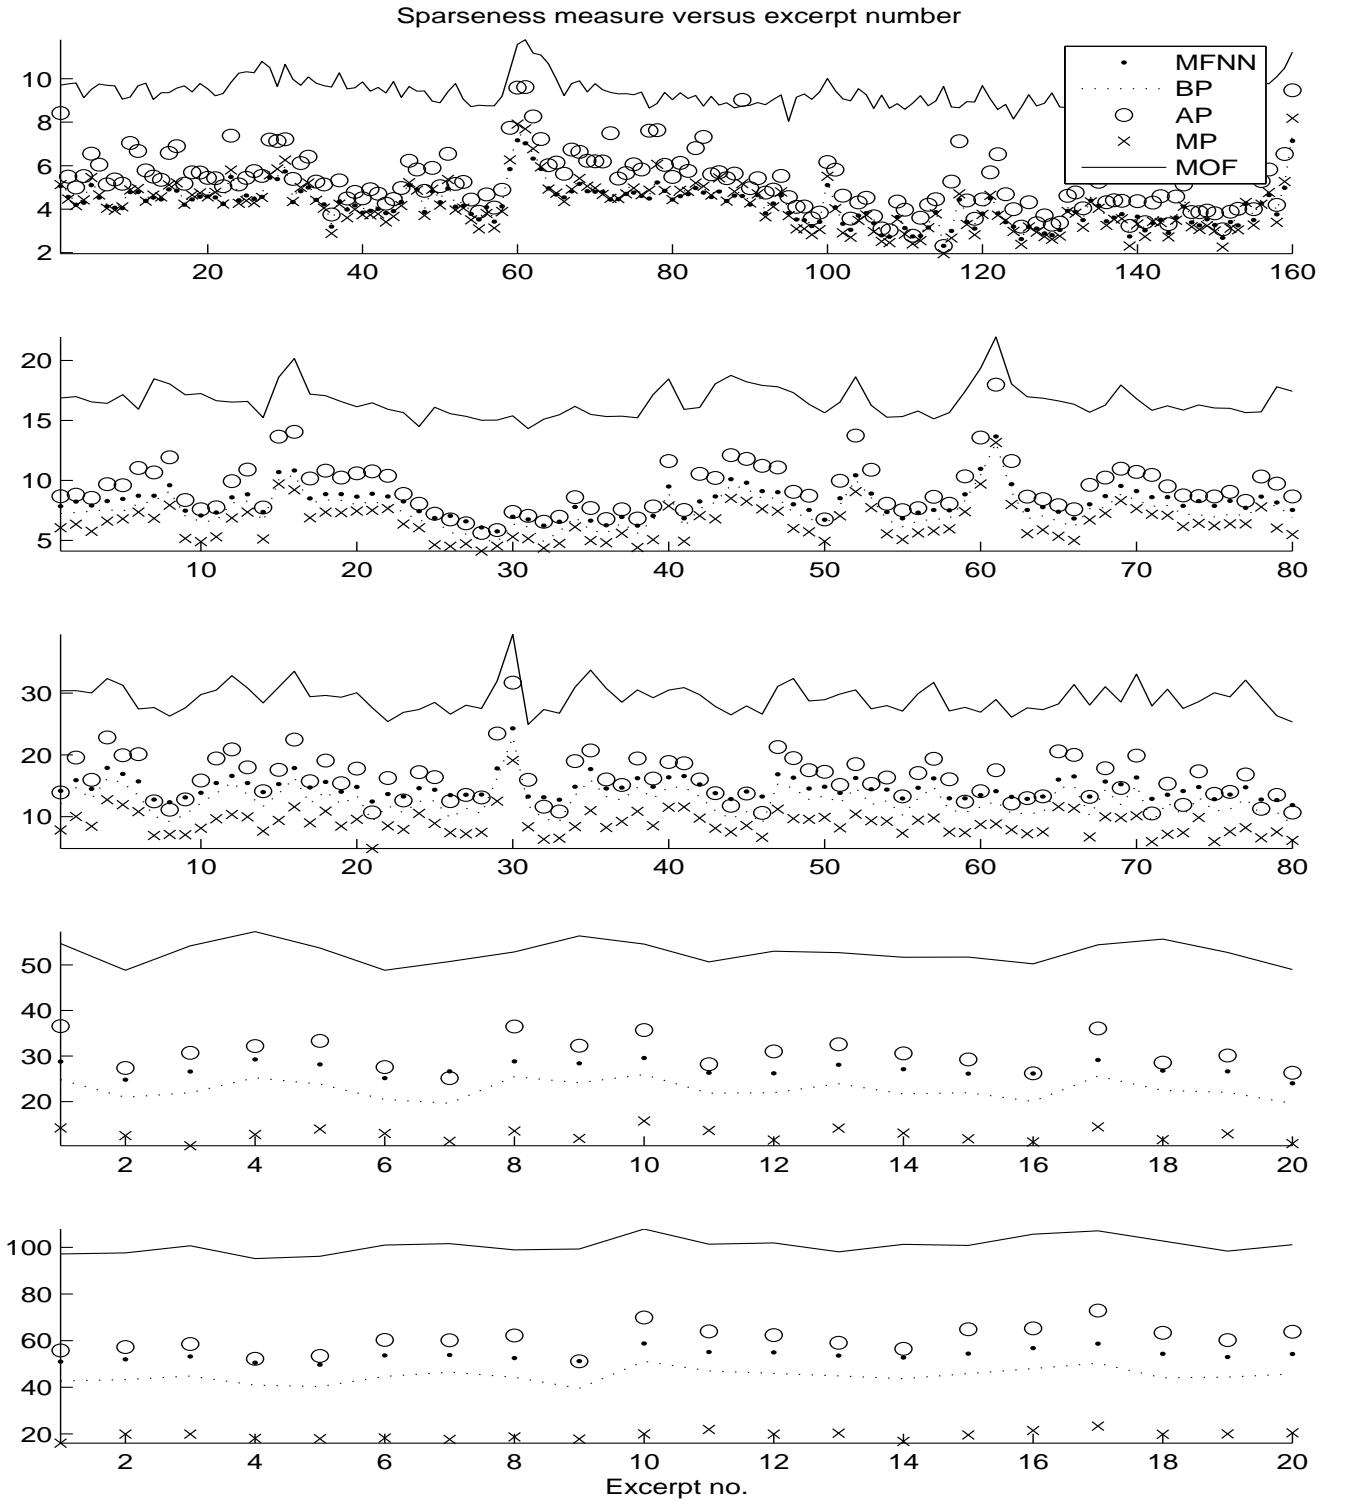 Sparseness measure versus excerpt number
MFNN
BP
AP
MP
MOF
10
8
6
4
2
20 40 60 80 100 120 140 160
20
15
10
5
10 20 30 40 50 60 70 80
30
20
10
10 20 30 40 50 60 70 80
50
40
30
20
2 4 6 8 10 12 14 16 18 20
100
80
60
40
20
2 4 6 8 10 12 14 16 18 20
Excerpt no.